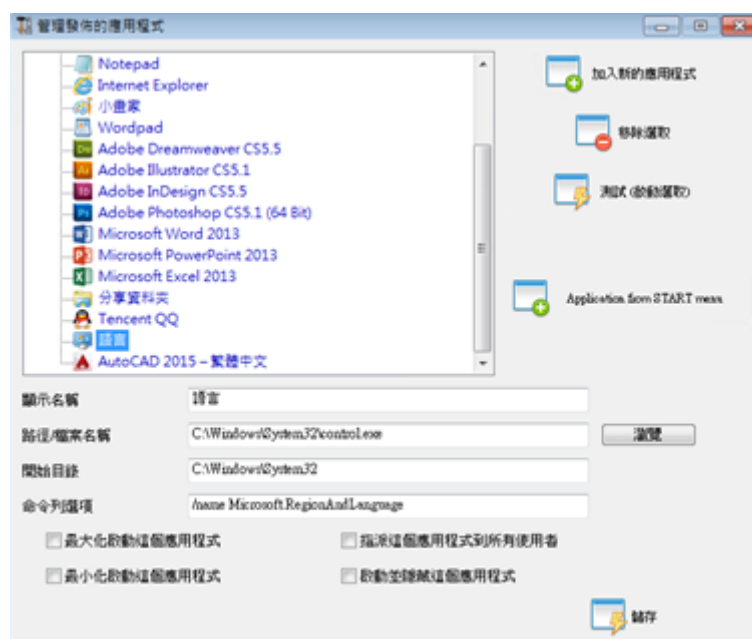 管理發佈的應用程式
Notepad
Internet Explorer
小畫家
Wordpad
Adobe Dreamweaver CS5.5
Adobe Illustrator CS5.1
Adobe InDesign CS5.5
Adobe Photoshop CS5.1 (64 Bit)
Microsoft Word 2013
Microsoft PowerPoint 2013
Microsoft Excel 2013
分享資料夾
Tencent QQ
語言
AutoCAD 2015 – 繁體中文
加入新的應用程式
移除選取
測試 (啟動選取)
Application from START menu
顯示名稱
語言
路徑/檔案名稱
C:\Windows\System32\control.exe
瀏覽
開始目錄
C:\Windows\System32
命令列選項
/name Microsoft.RegionAndLanguage
最大化啟動這個應用程式
指派這個應用程式到所有使用者
最小化啟動這個應用程式
啟動並隱藏這個應用程式
儲存